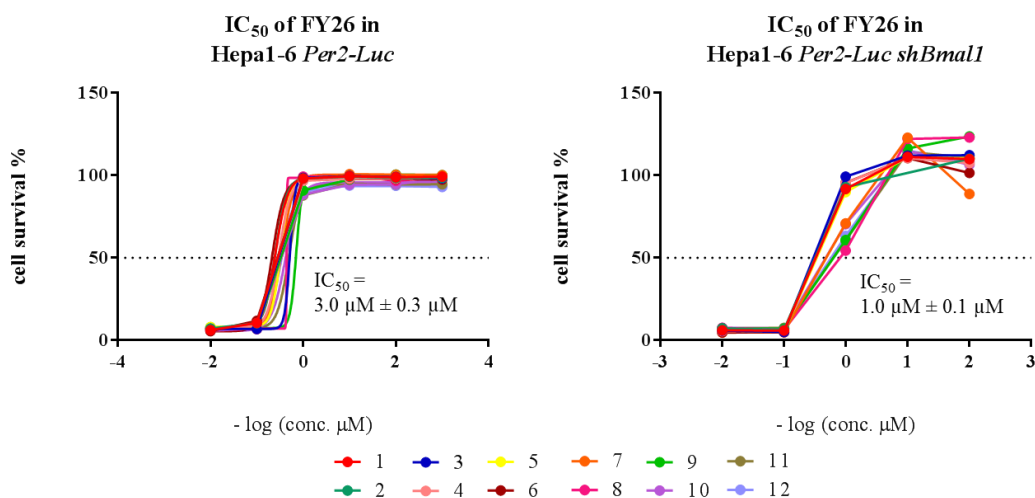 IC50 of FY26 in
Hepa1-6 Per2-Luc
150
100
50
0
cell survival %
IC50 =
3.0 µM ± 0.3 µM
-4 -2 0 2 4
- log (conc. µM)
IC50 of FY26 in
Hepa1-6 Per2-Luc shBmal1
150
100
50
0
cell survival %
IC50 =
1.0 µM ± 0.1 µM
-3 -2 -1 0 1 2 3
- log (conc. µM)
1 3 5 7 9 11
2 4 6 8 10 12